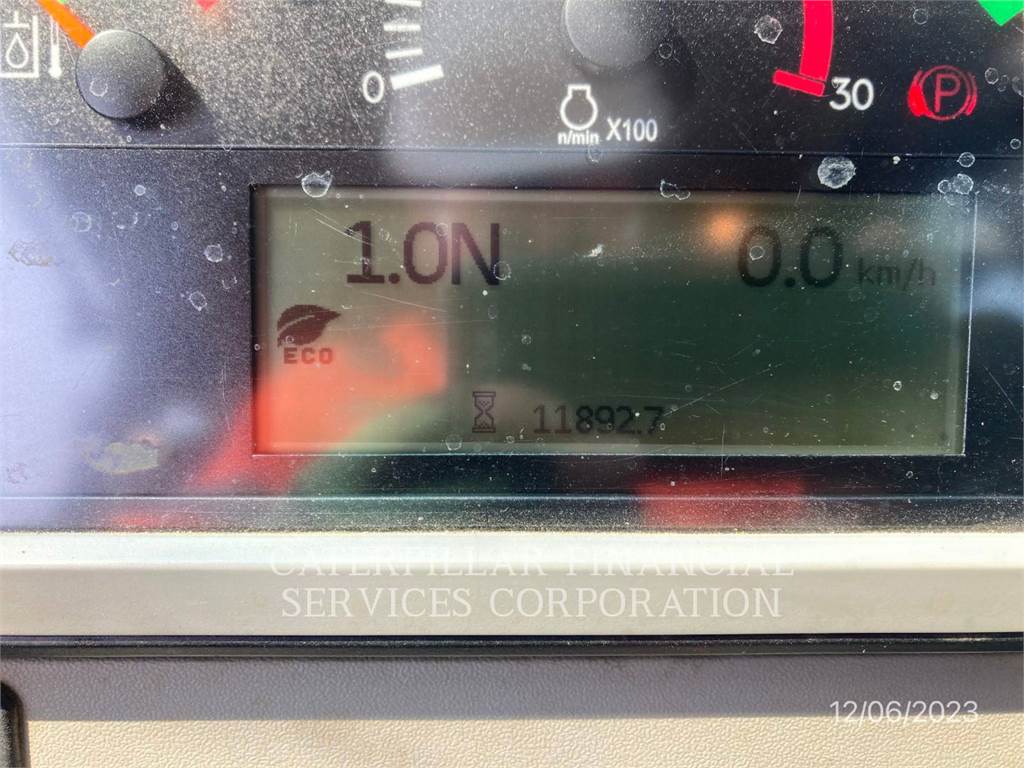 0
n/min X100
30
P
1.0N 0.0 km/h
ECO
11892.7
CATERPILLAR FINANCIAL
SERVICES CORPORATION
12/06/2023